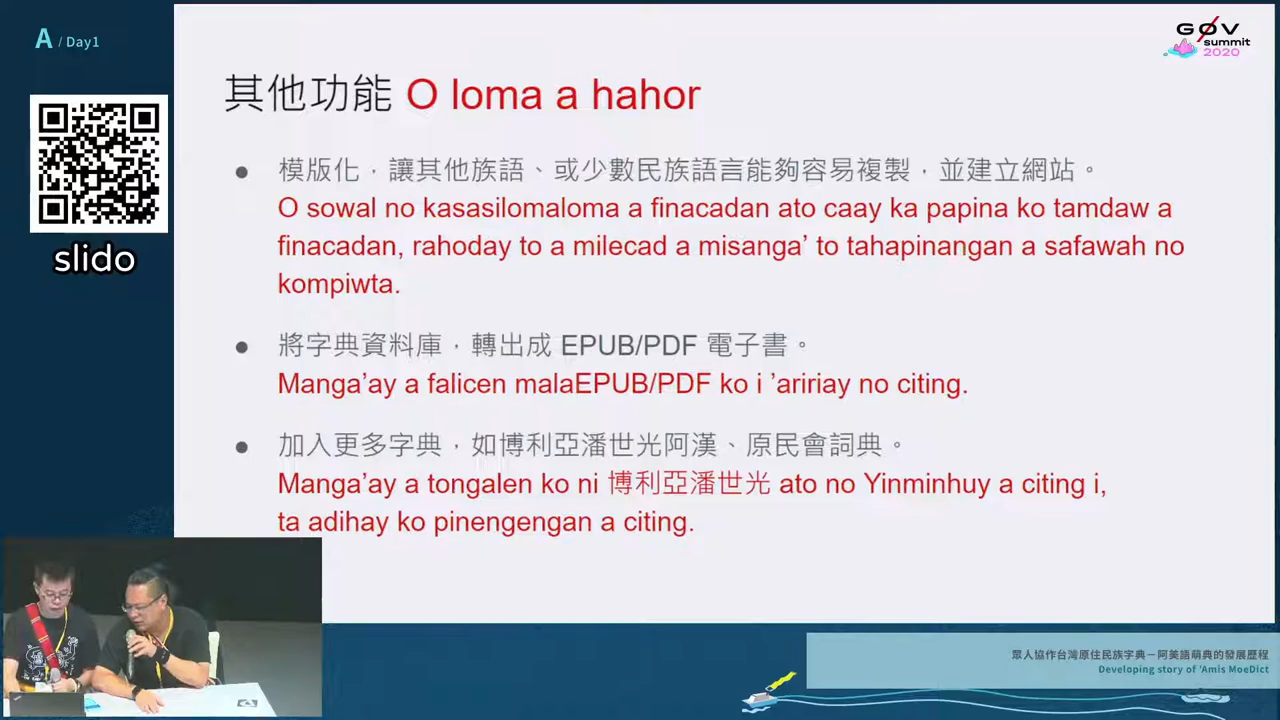 A / Day1
GØV
summit
2020
slido
其他功能 O loma a hahor
● 模版化，讓其他族語、或少數民族語言能夠容易複製，並建立網站。
O sowal no kasasilomaloma a finacadan ato caay ka papina ko tamdaw a
finacadan, rahoday to a milecad a misanga’ to tahapinangan a safawah no
kompiwta.
● 將字典資料庫，轉出成 EPUB/PDF 電子書。
Manga’ay a falicen malaEPUB/PDF ko i ’aririay no citing.
● 加入更多字典，如博利亞潘世光阿漢、原民會詞典。
Manga’ay a tongalen ko ni 博利亞潘世光 ato no Yinminhuy a citing i,
ta adihay ko pinengengan a citing.
眾人協作台灣原住民族字典－阿美語萌典的發展歷程
Developing story of 'Amis MoeDict